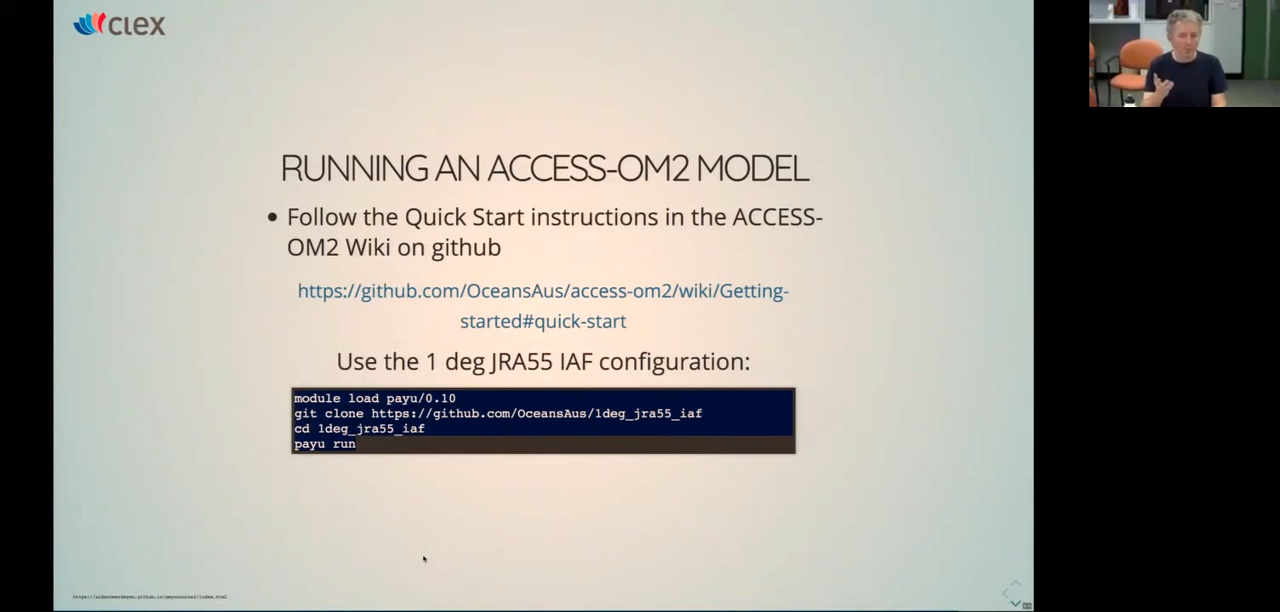 clex
RUNNING AN ACCESS-OM2 MODEL
• Follow the Quick Start instructions in the ACCESS-
OM2 Wiki on github
https://github.com/OceansAus/access-om2/wiki/Getting-
started#quick-start
Use the 1 deg JRA55 IAF configuration:
module load payu/0.10
git clone https://github.com/OceansAus/1deg_jra55_iaf
cd 1deg_jra55_iaf
payu run